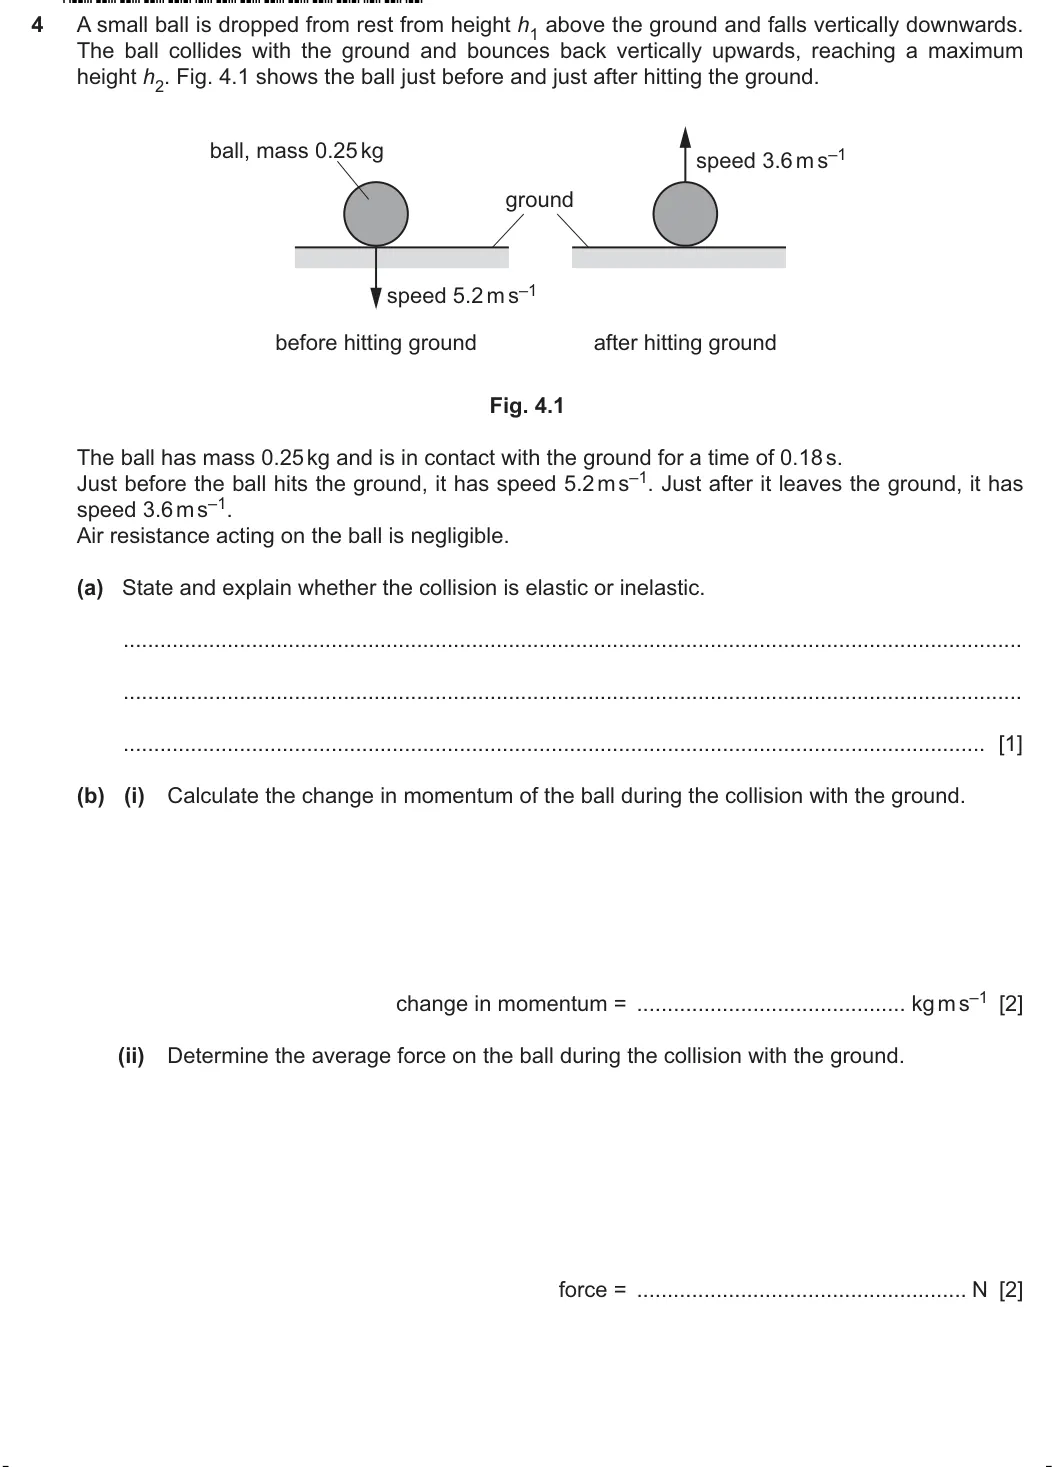 4 A small ball is dropped from rest from height h1 above the ground and falls vertically downwards.
The ball collides with the ground and bounces back vertically upwards, reaching a maximum
height h2. Fig. 4.1 shows the ball just before and just after hitting the ground.
ball, mass 0.25 kg
speed 3.6 m s–1
ground
speed 5.2 m s–1
before hitting ground
after hitting ground
Fig. 4.1
The ball has mass 0.25 kg and is in contact with the ground for a time of 0.18 s.
Just before the ball hits the ground, it has speed 5.2 m s–1. Just after it leaves the ground, it has
speed 3.6 m s–1.
Air resistance acting on the ball is negligible.
(a) State and explain whether the collision is elastic or inelastic.
...................................................................................................................................................
...................................................................................................................................................
............................................................................................................................................. [1]
(b) (i) Calculate the change in momentum of the ball during the collision with the ground.
change in momentum = ............................................ kg m s–1 [2]
(ii) Determine the average force on the ball during the collision with the ground.
force = ...................................................... N [2]